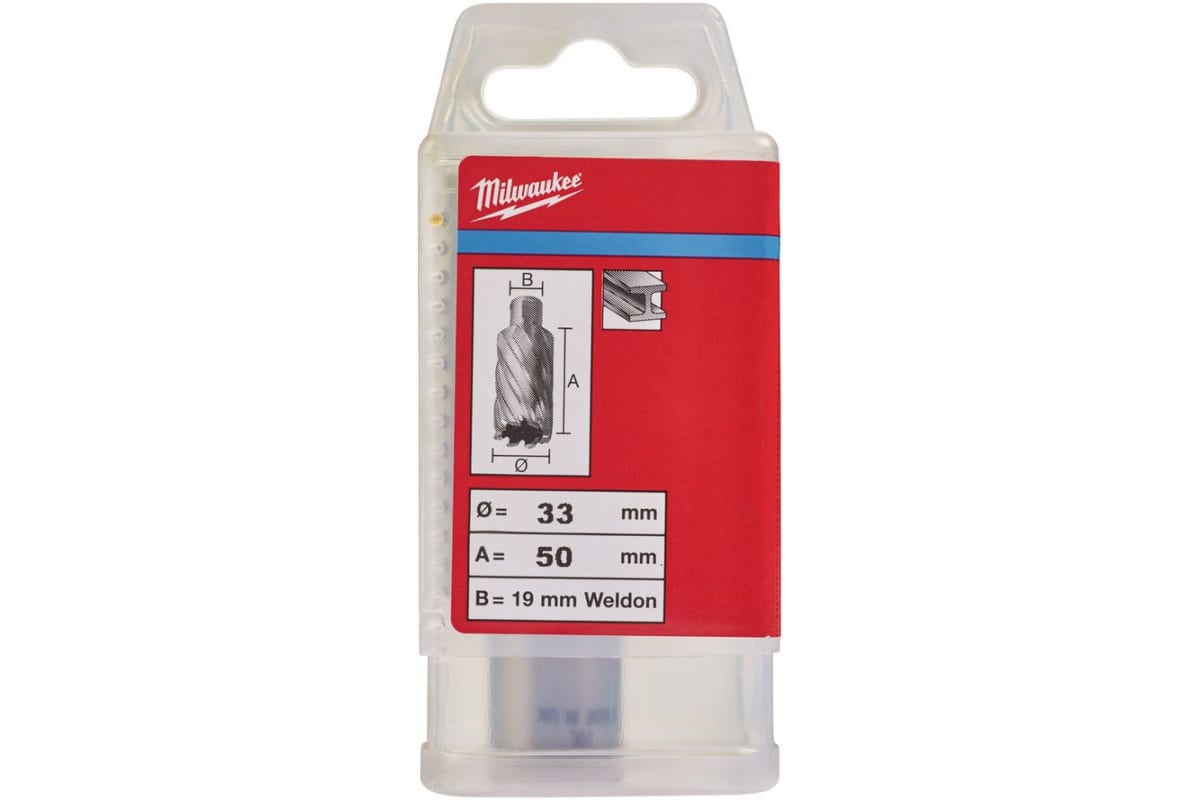 Milwaukee
B
A
Ø
Ø = 33 mm
A = 50 mm
B = 19 mm Weldon